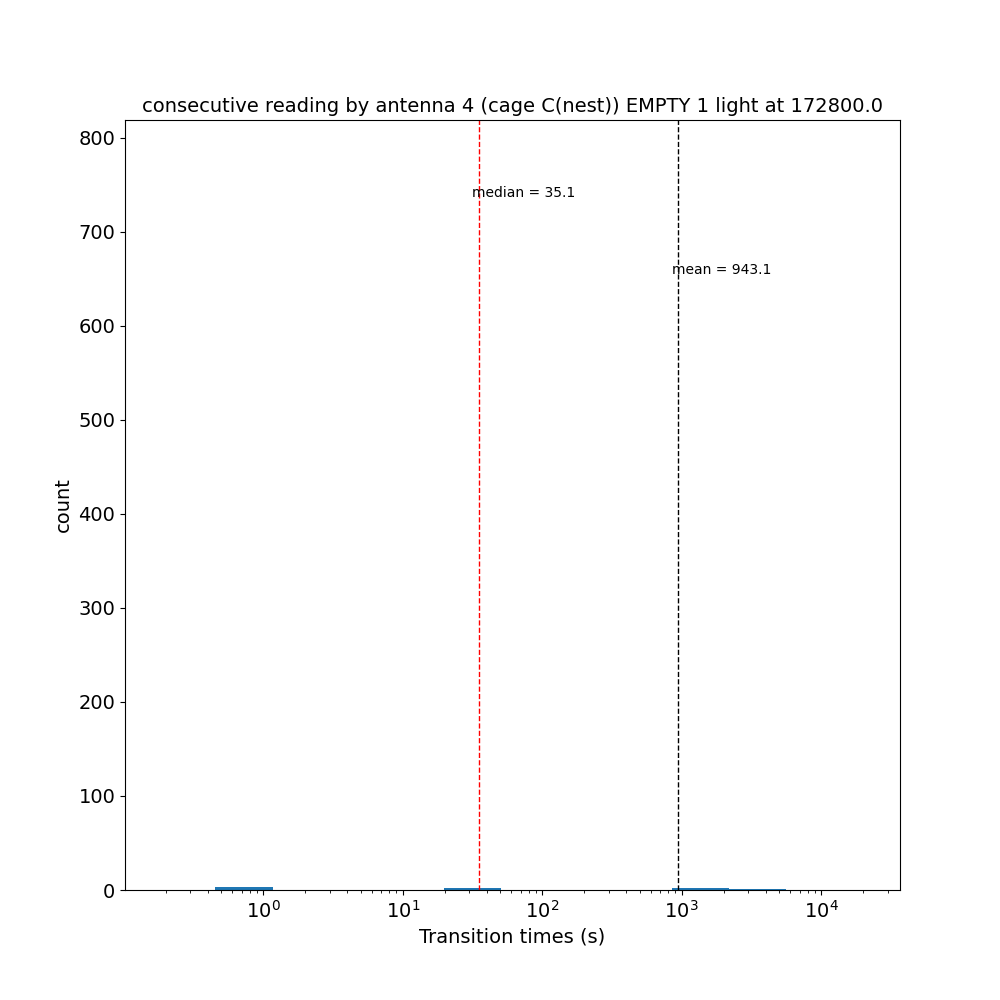 consecutive reading by antenna 4 (cage C(nest)) EMPTY 1 light at 172800.0
800
median = 35.1
700
mean = 943.1
600
500
count
400
300
200
100
0
10⁰ 10¹ 10² 10³ 10⁴
Transition times (s)